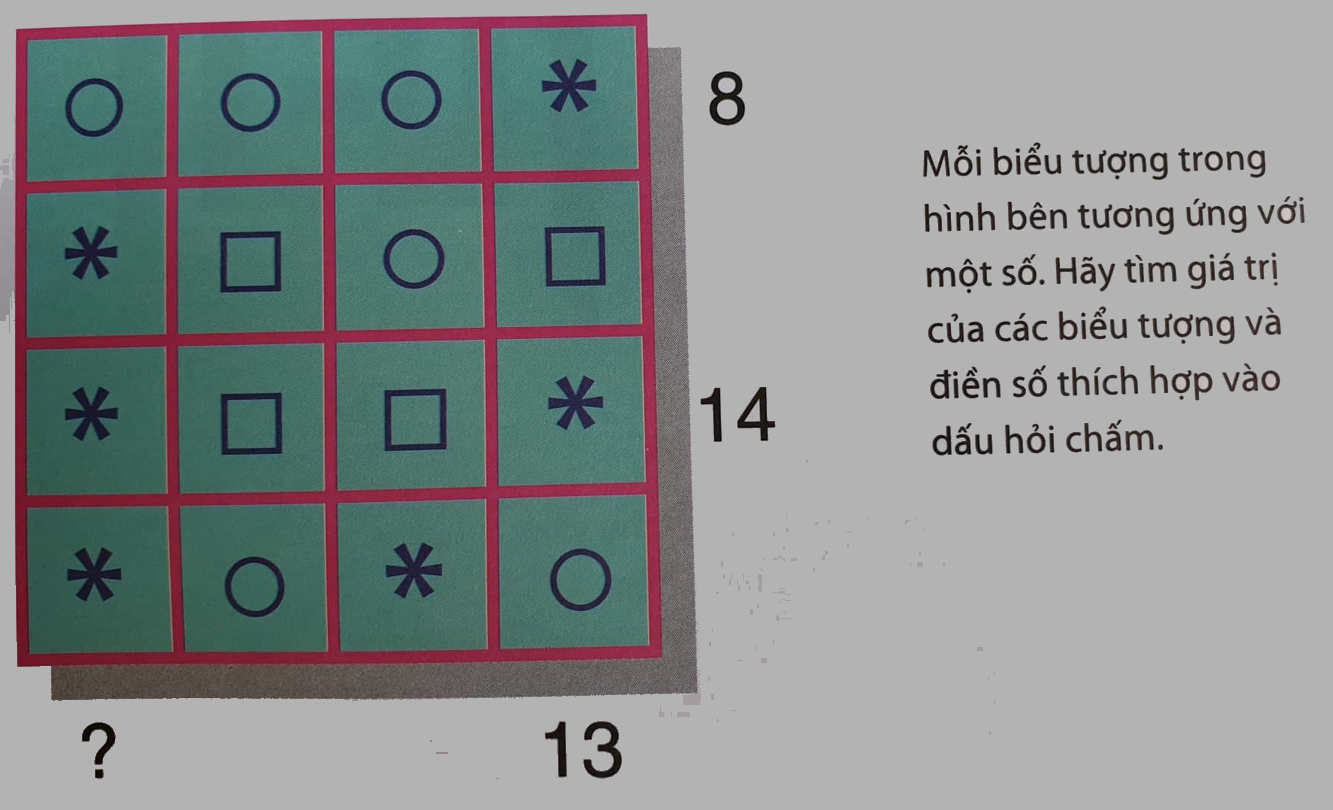 8
Mỗi biểu tượng trong
hình bên tương ứng với
một số. Hãy tìm giá trị
của các biểu tượng và
điền số thích hợp vào
dấu hỏi chấm.
14
? 13